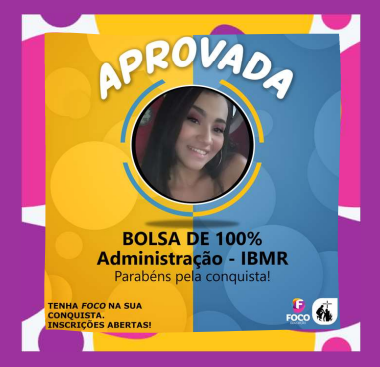 APROVADA
BOLSA DE 100%
Administração - IBMR
Parabéns pela conquista!
TENHA FOCO NA SUA
CONQUISTA.
INSCRIÇÕES ABERTAS!
FOCO